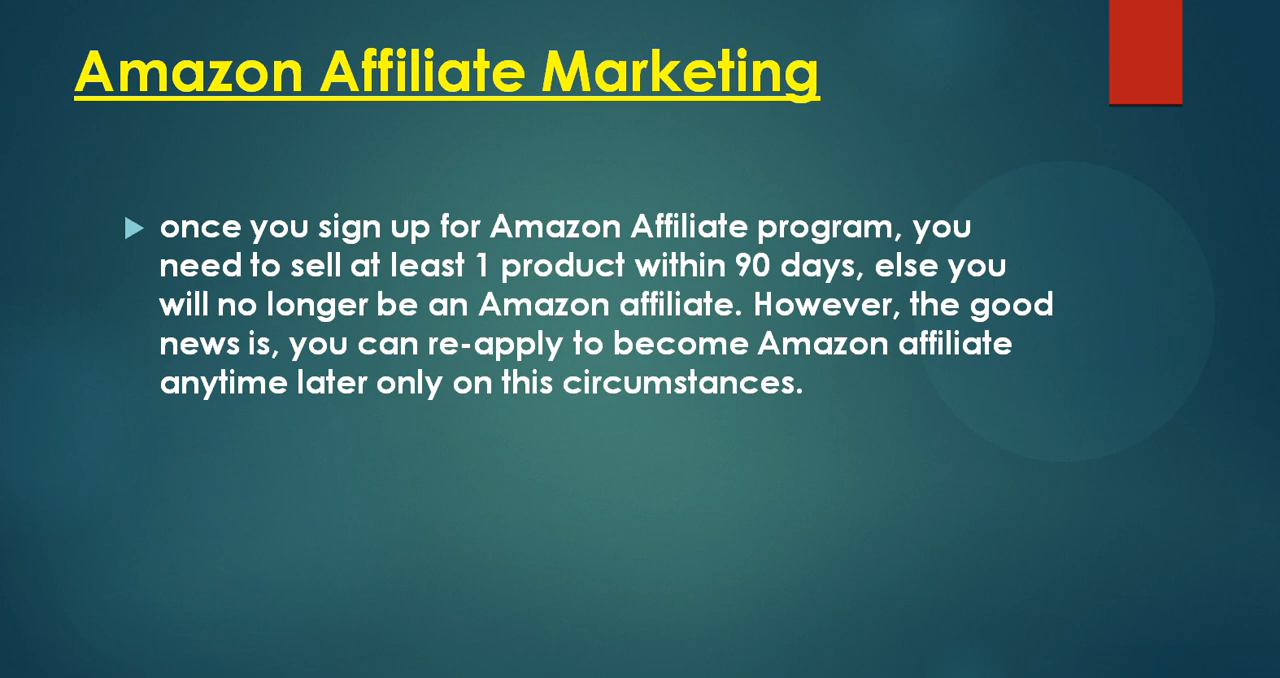 Amazon Affiliate Marketing
once you sign up for Amazon Affiliate program, you
need to sell at least 1 product within 90 days, else you
will no longer be an Amazon affiliate. However, the good
news is, you can re-apply to become Amazon affiliate
anytime later only on this circumstances.